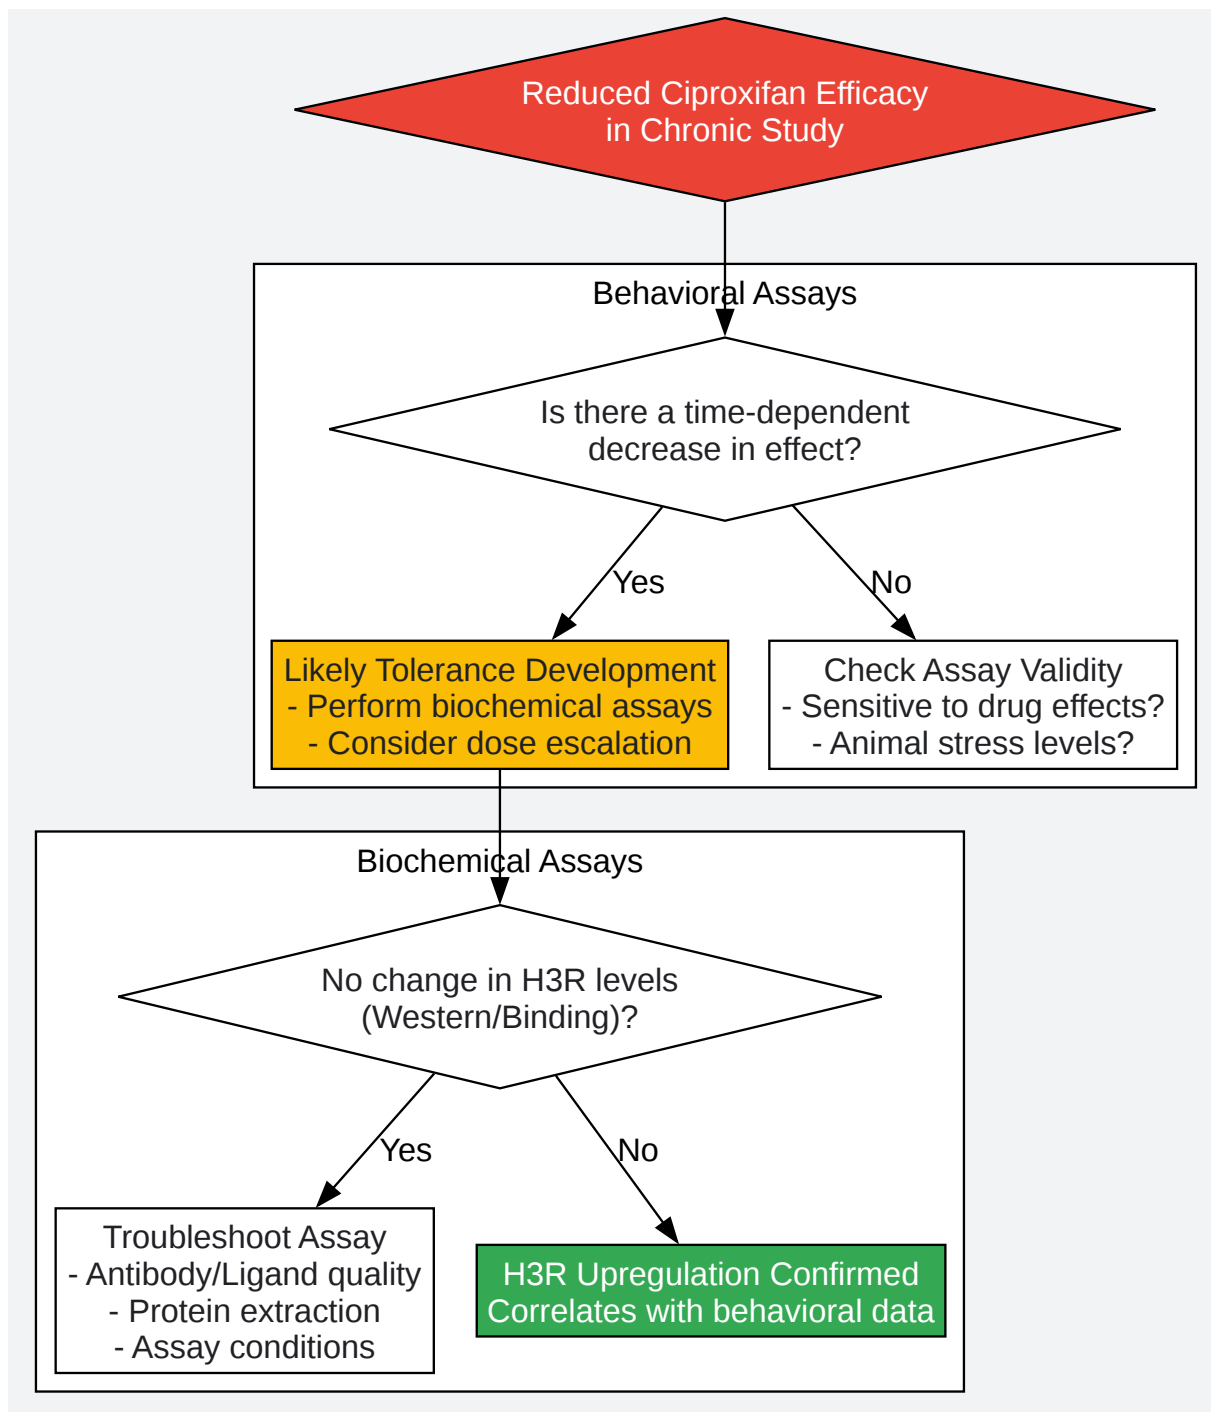 Reduced Ciproxifan Efficacy
in Chronic Study
Behavioral Assays
Is there a time-dependent
decrease in effect?
Yes
No
Likely Tolerance Development
- Perform biochemical assays
- Consider dose escalation
Check Assay Validity
- Sensitive to drug effects?
- Animal stress levels?
Biochemical Assays
No change in H3R levels
(Western/Binding)?
Yes
No
Troubleshoot Assay
- Antibody/Ligand quality
- Protein extraction
- Assay conditions
H3R Upregulation Confirmed
Correlates with behavioral data